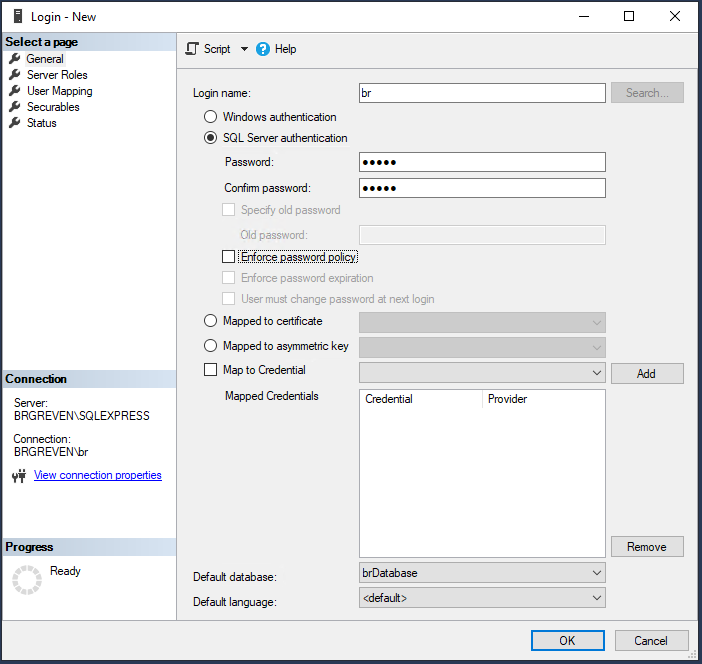 Login - New
Select a page
General
Server Roles
User Mapping
Securables
Status
Script
Help
Login name:
br
Search...
Windows authentication
SQL Server authentication
Password:
●●●●●
Confirm password:
●●●●●
Specify old password
Old password:
Enforce password policy
Enforce password expiration
User must change password at next login
Mapped to certificate
Mapped to asymmetric key
Map to Credential
Add
Mapped Credentials
Credential Provider
Remove
Default database:
brDatabase
Default language:
<default>
Connection
Server:
BRGREVEN\SQLEXPRESS
Connection:
BRGREVEN\br
View connection properties
Progress
Ready
OK
Cancel